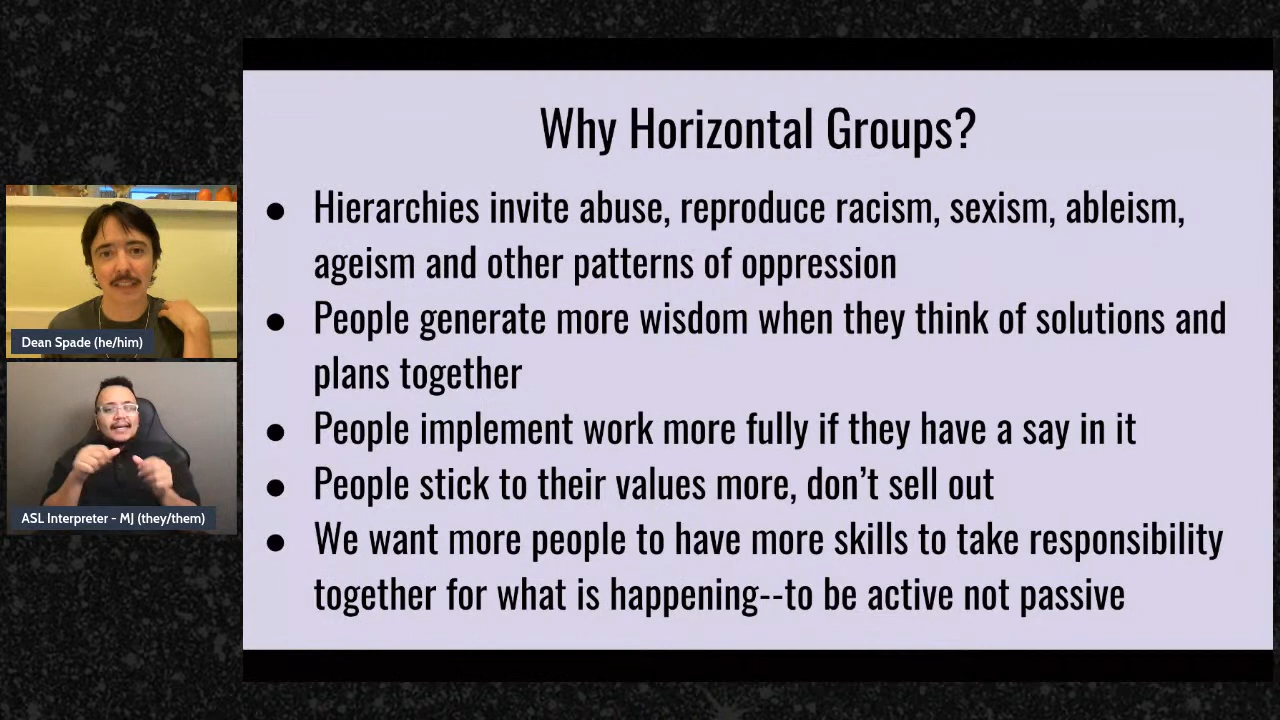 Why Horizontal Groups?
● Hierarchies invite abuse, reproduce racism, sexism, ableism,
ageism and other patterns of oppression
● People generate more wisdom when they think of solutions and
plans together
● People implement work more fully if they have a say in it
● People stick to their values more, don’t sell out
● We want more people to have more skills to take responsibility
together for what is happening--to be active not passive
Dean Spade (he/him)
ASL Interpreter - MJ (they/them)